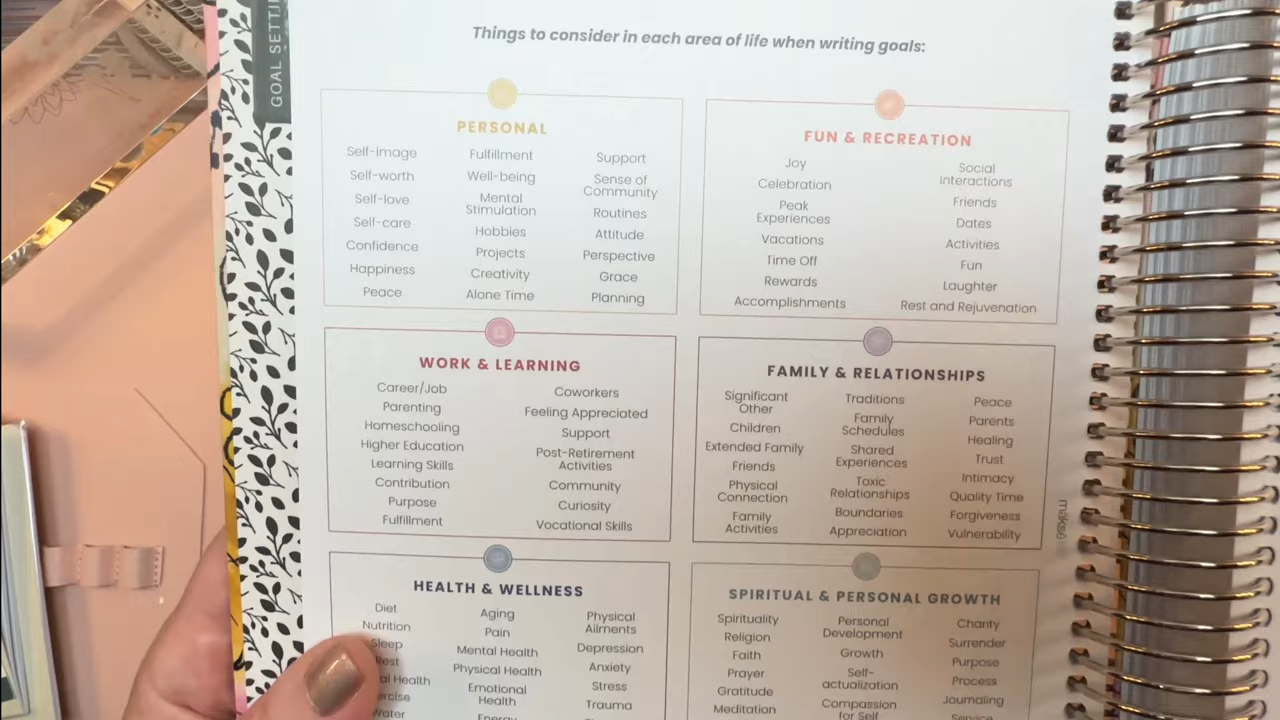 GOAL SETTI
Things to consider in each area of life when writing goals:
PERSONAL
Self-image
Self-worth
Self-love
Self-care
Confidence
Happiness
Peace
Fulfillment
Well-being
Mental
Stimulation
Hobbies
Projects
Creativity
Alone Time
Support
Sense of
Community
Routines
Attitude
Perspective
Grace
Planning
FUN & RECREATION
Joy
Celebration
Peak
Experiences
Vacations
Time Off
Rewards
Accomplishments
Social
Interactions
Friends
Dates
Activities
Fun
Laughter
Rest and Rejuvenation
WORK & LEARNING
Career/Job
Parenting
Homeschooling
Higher Education
Learning Skills
Contribution
Purpose
Fulfillment
Coworkers
Feeling Appreciated
Support
Post-Retirement
Activities
Community
Curiosity
Vocational Skills
FAMILY & RELATIONSHIPS
Significant
Other
Children
Extended Family
Friends
Physical
Connection
Family
Activities
Traditions
Family
Schedules
Shared
Experiences
Toxic
Relationships
Boundaries
Appreciation
Peace
Parents
Healing
Trust
Intimacy
Quality Time
Forgiveness
Vulnerability
HEALTH & WELLNESS
Diet
Nutrition
Sleep
Rest
al Health
ercise
Water
Aging
Pain
Mental Health
Physical Health
Emotional
Health
Energy
Physical
Ailments
Depression
Anxiety
Stress
Trauma
SPIRITUAL & PERSONAL GROWTH
Spirituality
Religion
Faith
Prayer
Gratitude
Meditation
Personal
Development
Growth
Self-
actualization
Compassion
for Self
Charity
Surrender
Purpose
Process
Journaling
Service